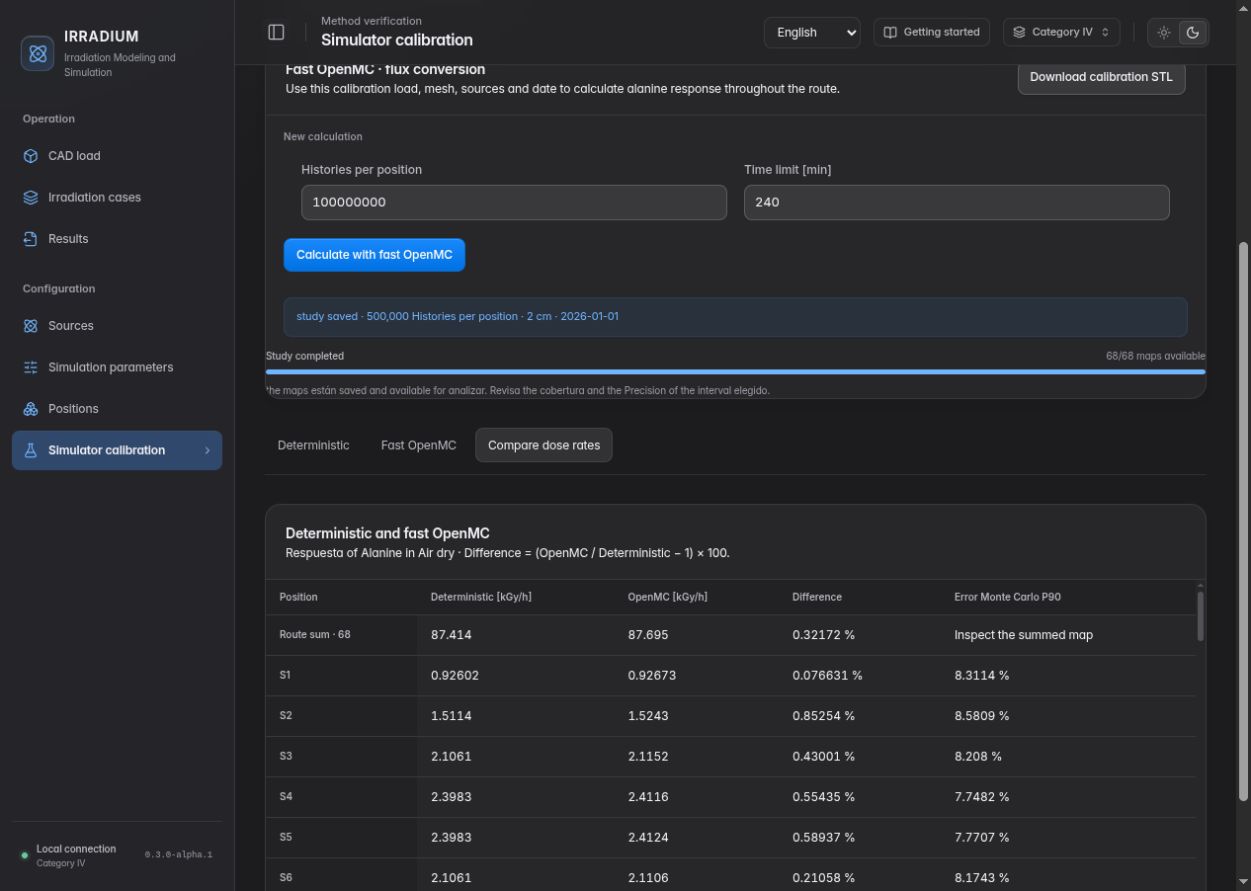 IRRADIUM
Irradiation Modeling and
Simulation
Operation
CAD load
Irradiation cases
Results
Configuration
Sources
Simulation parameters
Positions
Simulator calibration
Local connection
Category IV
0.3.0-alpha.1
Method verification
Simulator calibration
English
Getting started
Category IV
Fast OpenMC · flux conversion
Use this calibration load, mesh, sources and date to calculate alanine response throughout the route.
Download calibration STL
New calculation
Histories per position
Time limit [min]
100000000
240
Calculate with fast OpenMC
study saved · 500,000 Histories per position · 2 cm · 2026-01-01
Study completed
68/68 maps available
the maps están saved and available for analizar. Revisa la cobertura and the Precision of the interval elegido.
Deterministic
Fast OpenMC
Compare dose rates
Deterministic and fast OpenMC
Respuesta of Alanine in Air dry · Difference = (OpenMC / Deterministic − 1) × 100.
Position Deterministic [kGy/h] OpenMC [kGy/h] Difference Error Monte Carlo P90
Route sum · 68 87.414 87.695 0.32172 % Inspect the summed map
S1 0.92602 0.92673 0.076631 % 8.3114 %
S2 1.5114 1.5243 0.85254 % 8.5809 %
S3 2.1061 2.1152 0.43001 % 8.208 %
S4 2.3983 2.4116 0.55435 % 7.7482 %
S5 2.3983 2.4124 0.58937 % 7.7707 %
S6 2.1061 2.1106 0.21058 % 8.1743 %